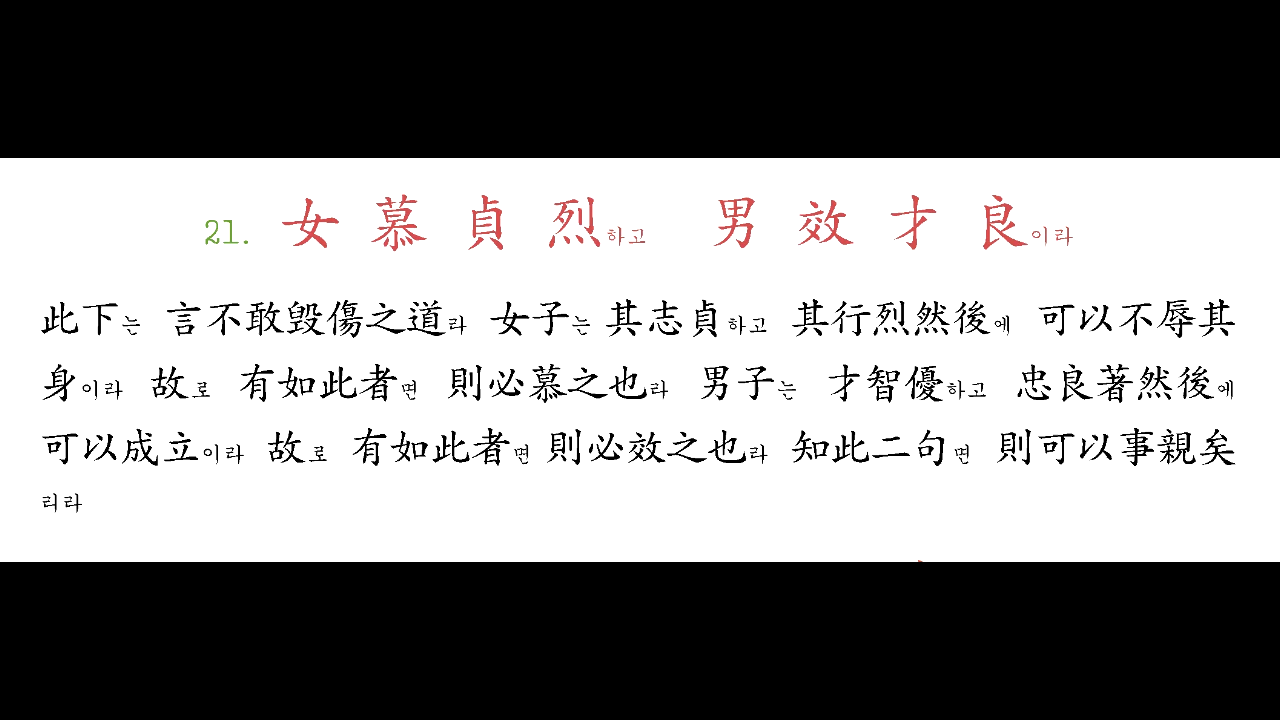 21. 女慕貞烈하고 男效才良이라
此下는 言不敢毁傷之道라 女子는 其志貞하고 其行烈然後에 可以不辱其
身이라 故로 有如此者면 則必慕之也라 男子는 才智優하고 忠良著然後에
可以成立이라 故로 有如此者면 則必效之也라 知此二句면 則可以事親矣
리라